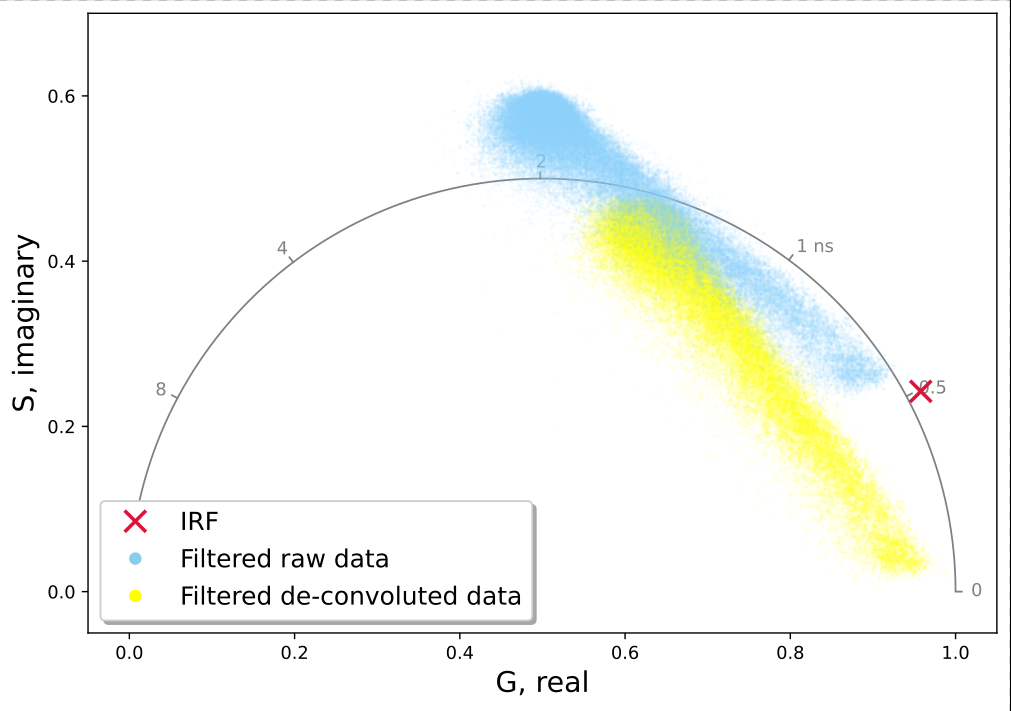 0.6
0.4
0.2
0.0
S, imaginary
2
4
1 ns
8
0.5
0
IRF
Filtered raw data
Filtered de-convoluted data
0.0 0.2 0.4 0.6 0.8 1.0
G, real